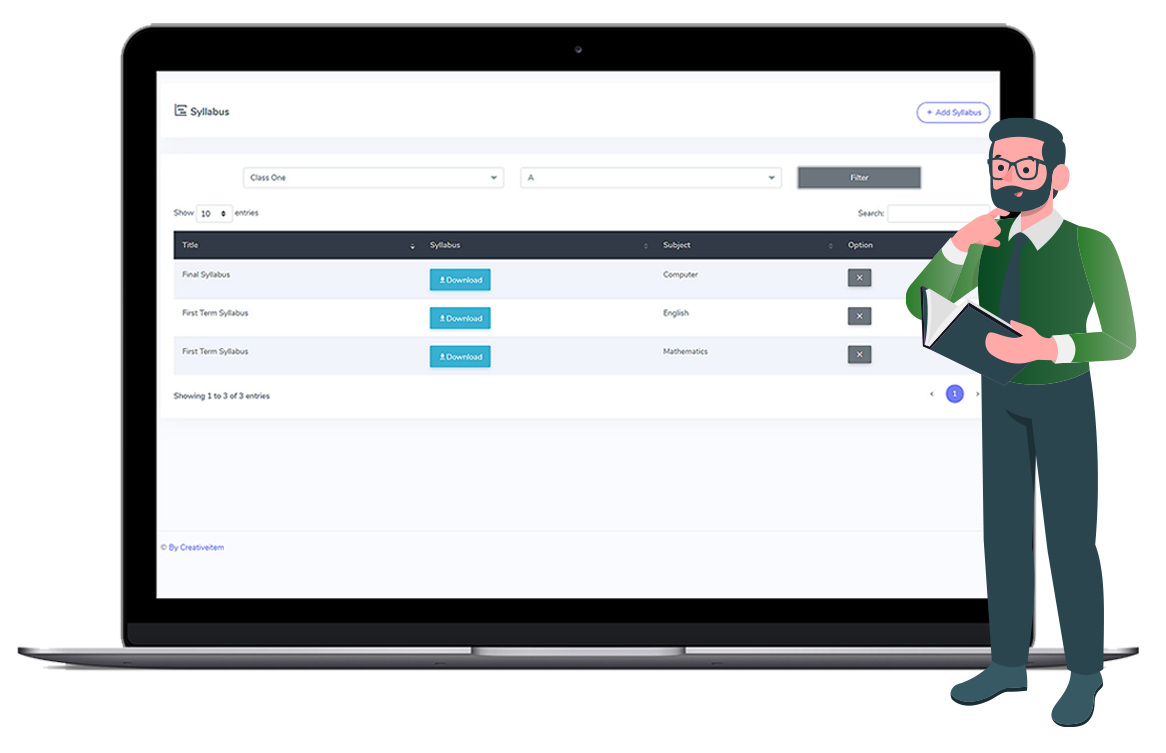 Syllabus
+ Add Syllabus
Class One
A
Filter
Show 10 entries
Search:
Title Syllabus Subject Option
Final Syllabus Download Computer
First Term Syllabus Download English
First Term Syllabus Download Mathematics
Showing 1 to 3 of 3 entries
‹ 1 ›
© By Creativeitem